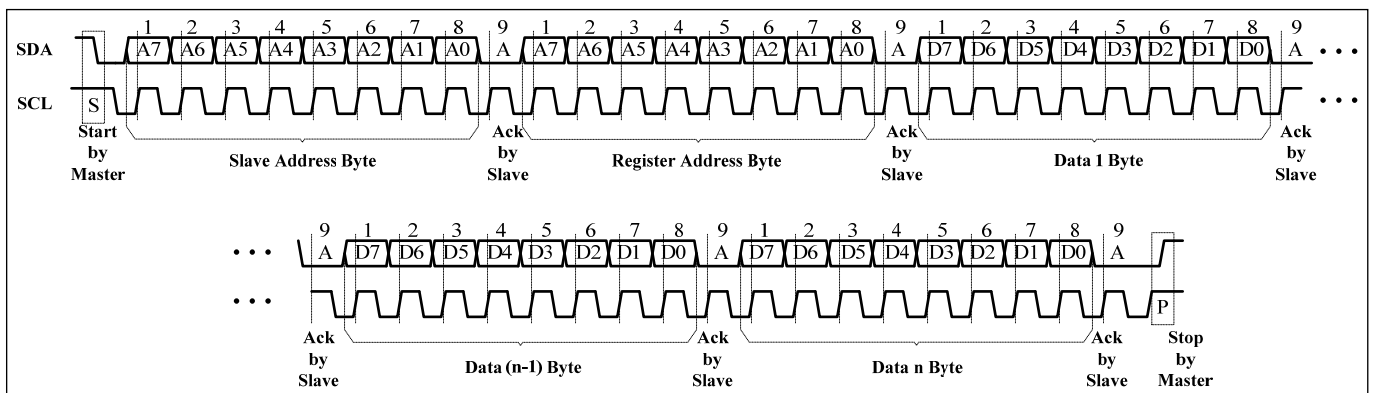 1 2 3 4 5 6 7 8 9 1 2 3 4 5 6 7 8 9 1 2 3 4 5 6 7 8 9
SDA A7 A6 A5 A4 A3 A2 A1 A0 A A7 A6 A5 A4 A3 A2 A1 A0 A D7 D6 D5 D4 D3 D2 D1 D0 A • • •
SCL S • • •
Start by Master
Slave Address Byte
Ack by Slave
Register Address Byte
Ack by Slave
Data 1 Byte
Ack by Slave
9 1 2 3 4 5 6 7 8 9 1 2 3 4 5 6 7 8 9
• • • A D7 D6 D5 D4 D3 D2 D1 D0 A D7 D6 D5 D4 D3 D2 D1 D0 A
• • • P
Ack by Slave
Data (n-1) Byte
Ack by Slave
Data n Byte
Ack by Slave
Stop by Master